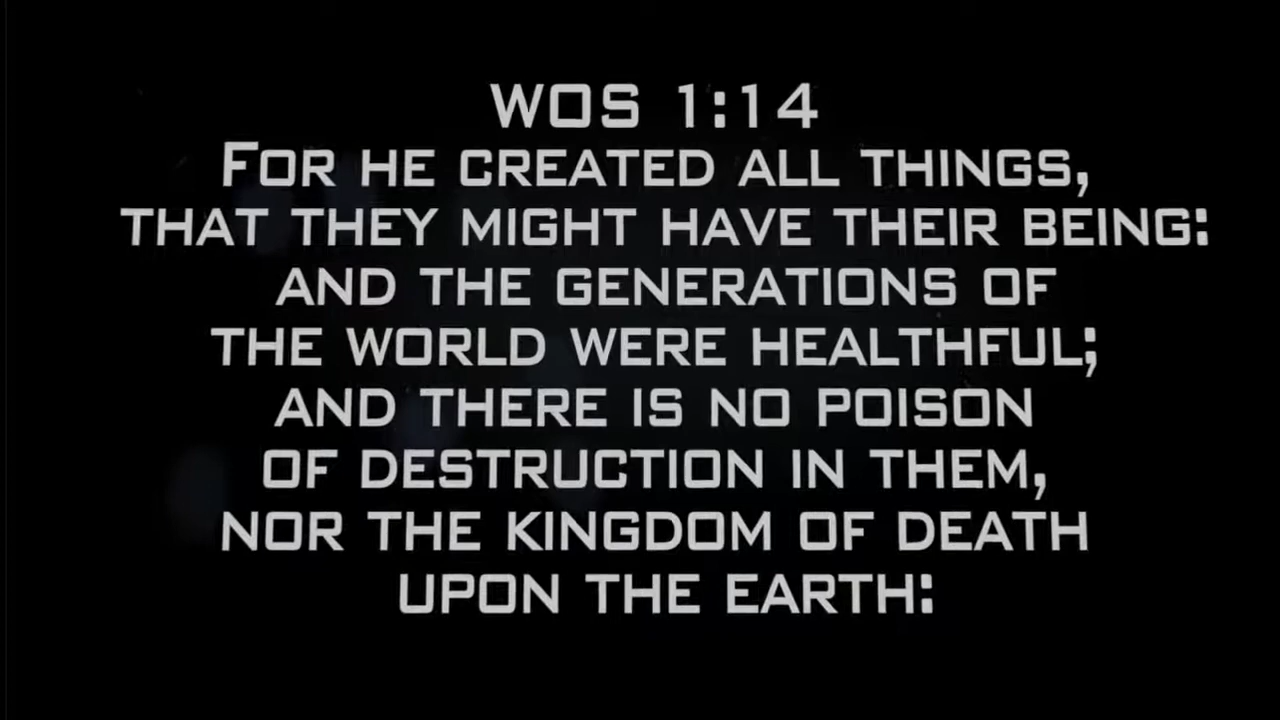 WOS 1:14
FOR HE CREATED ALL THINGS,
THAT THEY MIGHT HAVE THEIR BEING:
AND THE GENERATIONS OF
THE WORLD WERE HEALTHFUL;
AND THERE IS NO POISON
OF DESTRUCTION IN THEM,
NOR THE KINGDOM OF DEATH
UPON THE EARTH: